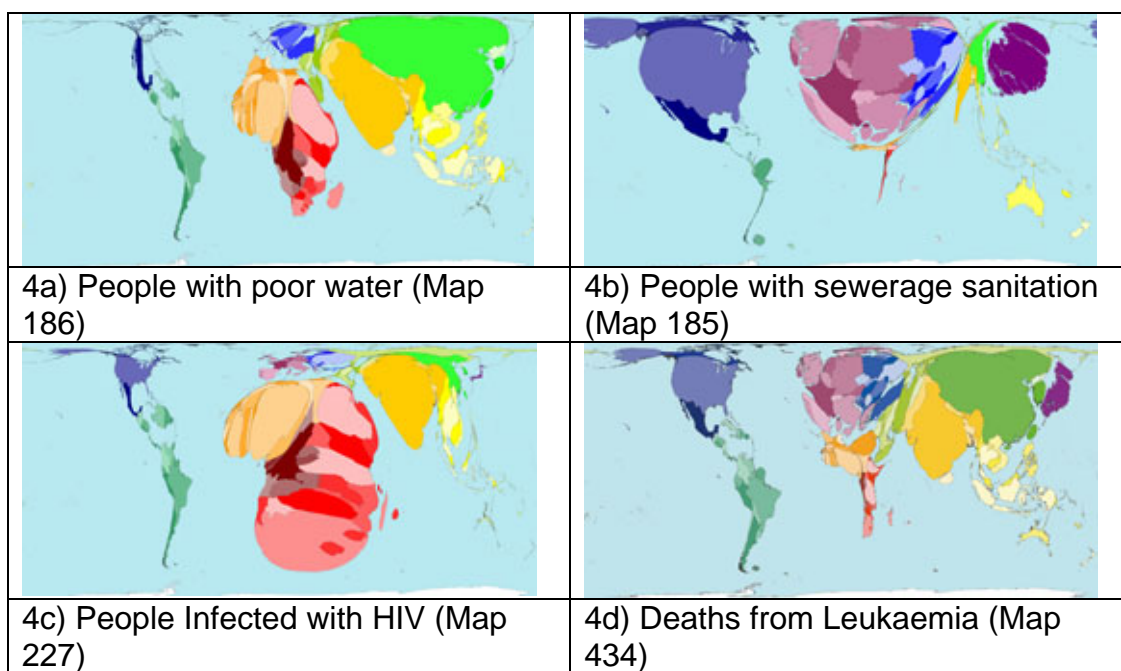 4a) People with poor water (Map
186)
4b) People with sewerage sanitation
(Map 185)
4c) People Infected with HIV (Map
227)
4d) Deaths from Leukaemia (Map
434)